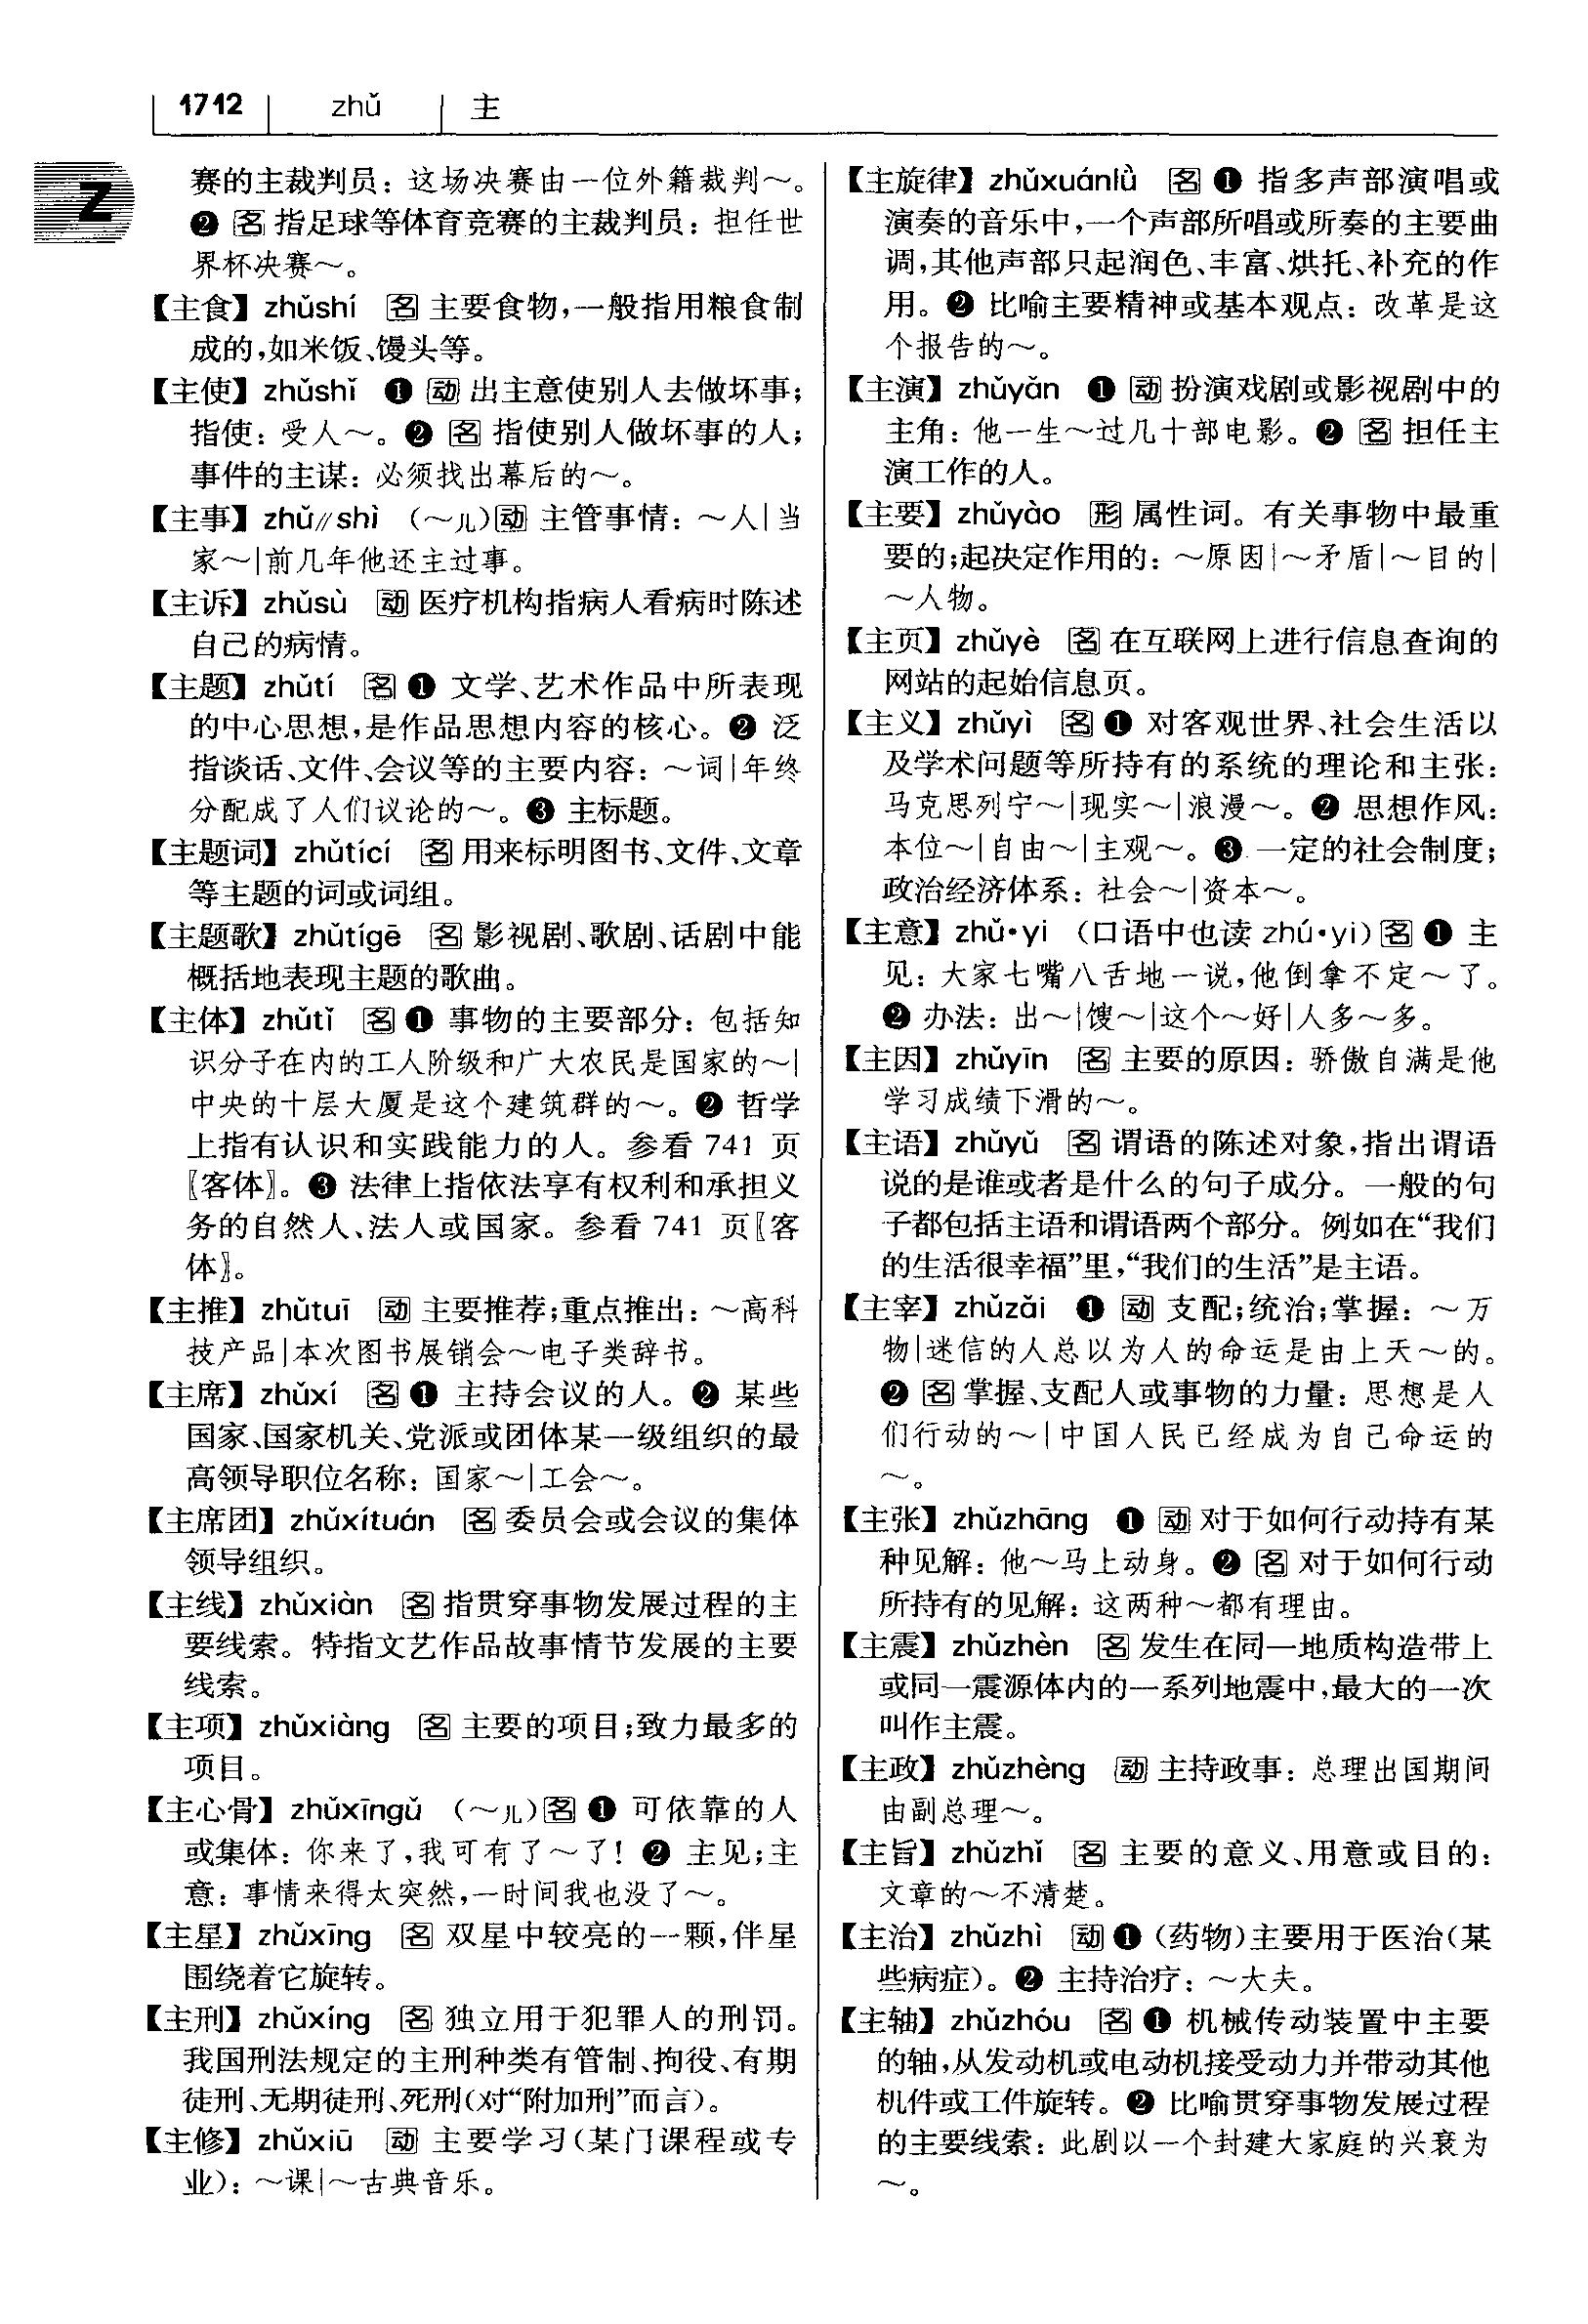 1712 zhǔ 主
Z
赛的主裁判员：这场决赛由一位外籍裁判～。
❷ 名 指足球等体育竞赛的主裁判员：担任世
界杯决赛～。
【主食】zhǔshí 名 主要食物，一般指用粮食制
成的，如米饭、馒头等。
【主使】zhǔshǐ ❶ 动 出主意使别人去做坏事；
指使：受人～。❷ 名 指使别人做坏事的人；
事件的主谋：必须找出幕后的～。
【主事】zhǔ∥shì （～儿）动 主管事情：～人|当
家～|前几年他还主过事。
【主诉】zhǔsù 动 医疗机构指病人看病时陈述
自己的病情。
【主题】zhǔtí 名 ❶ 文学、艺术作品中所表现
的中心思想，是作品思想内容的核心。❷ 泛
指谈话、文件、会议等的主要内容：～词|年终
分配成了人们议论的～。❸ 主标题。
【主题词】zhǔtící 名 用来标明图书、文件、文章
等主题的词或词组。
【主题歌】zhǔtígē 名 影视剧、歌剧、话剧中能
概括地表现主题的歌曲。
【主体】zhǔtǐ 名 ❶ 事物的主要部分：包括知
识分子在内的工人阶级和广大农民是国家的～|
中央的十层大厦是这个建筑群的～。❷ 哲学
上指有认识和实践能力的人。参看 741 页
〖客体〗。❸ 法律上指依法享有权利和承担义
务的自然人、法人或国家。参看 741 页〖客
体〗。
【主推】zhǔtuī 动 主要推荐；重点推出：～高科
技产品|本次图书展销会～电子类辞书。
【主席】zhǔxí 名 ❶ 主持会议的人。❷ 某些
国家、国家机关、党派或团体某一级组织的最
高领导职位名称：国家～|工会～。
【主席团】zhǔxítuán 名 委员会或会议的集体
领导组织。
【主线】zhǔxiàn 名 指贯穿事物发展过程的主
要线索。特指文艺作品故事情节发展的主要
线索。
【主项】zhǔxiàng 名 主要的项目；致力最多的
项目。
【主心骨】zhǔxīngǔ （～儿）名 ❶ 可依靠的人
或集体：你来了，我可有了～了！❷ 主见；主
意：事情来得太突然，一时间我也没了～。
【主星】zhǔxīng 名 双星中较亮的一颗，伴星
围绕着它旋转。
【主刑】zhǔxíng 名 独立用于犯罪人的刑罚。
我国刑法规定的主刑种类有管制、拘役、有期
徒刑、无期徒刑、死刑（对“附加刑”而言）。
【主修】zhǔxiū 动 主要学习（某门课程或专
业）：～课|～古典音乐。
【主旋律】zhǔxuánlǜ 名 ❶ 指多声部演唱或
演奏的音乐中，一个声部所唱或所奏的主要曲
调，其他声部只起润色、丰富、烘托、补充的作
用。❷ 比喻主要精神或基本观点：改革是这
个报告的～。
【主演】zhǔyǎn ❶ 动 扮演戏剧或影视剧中的
主角：他一生～过几十部电影。❷ 名 担任主
演工作的人。
【主要】zhǔyào 形 属性词。有关事物中最重
要的；起决定作用的：～原因|～矛盾|～目的|
～人物。
【主页】zhǔyè 名 在互联网上进行信息查询的
网站的起始信息页。
【主义】zhǔyì 名 ❶ 对客观世界、社会生活以
及学术问题等所持有的系统的理论和主张：
马克思列宁～|现实～|浪漫～。❷ 思想作风：
本位～|自由～|主观～。❸ 一定的社会制度；
政治经济体系：社会～|资本～。
【主意】zhǔ·yi （口语中也读 zhú·yi）名 ❶ 主
见：大家七嘴八舌地一说，他倒拿不定～了。
❷ 办法：出～|馊～|这个～好|人多～多。
【主因】zhǔyīn 名 主要的原因：骄傲自满是他
学习成绩下滑的～。
【主语】zhǔyǔ 名 谓语的陈述对象，指出谓语
说的是谁或者是什么的句子成分。一般的句
子都包括主语和谓语两个部分。例如在“我们
的生活很幸福”里，“我们的生活”是主语。
【主宰】zhǔzǎi ❶ 动 支配；统治；掌握：～万
物|迷信的人总以为人的命运是由上天～的。
❷ 名 掌握、支配人或事物的力量：思想是人
们行动的～|中国人民已经成为自己命运的
～。
【主张】zhǔzhāng ❶ 动 对于如何行动持有某
种见解：他～马上动身。❷ 名 对于如何行动
所持有的见解：这两种～都有理由。
【主震】zhǔzhèn 名 发生在同一地质构造带上
或同一震源体内的一系列地震中，最大的一次
叫作主震。
【主政】zhǔzhèng 动 主持政事：总理出国期间
由副总理～。
【主旨】zhǔzhǐ 名 主要的意义、用意或目的：
文章的～不清楚。
【主治】zhǔzhì 动 ❶（药物）主要用于医治（某
些病症）。❷ 主持治疗：～大夫。
【主轴】zhǔzhóu 名 ❶ 机械传动装置中主要
的轴，从发动机或电动机接受动力并带动其他
机件或工件旋转。❷ 比喻贯穿事物发展过程
的主要线索：此剧以一个封建大家庭的兴衰为
～。